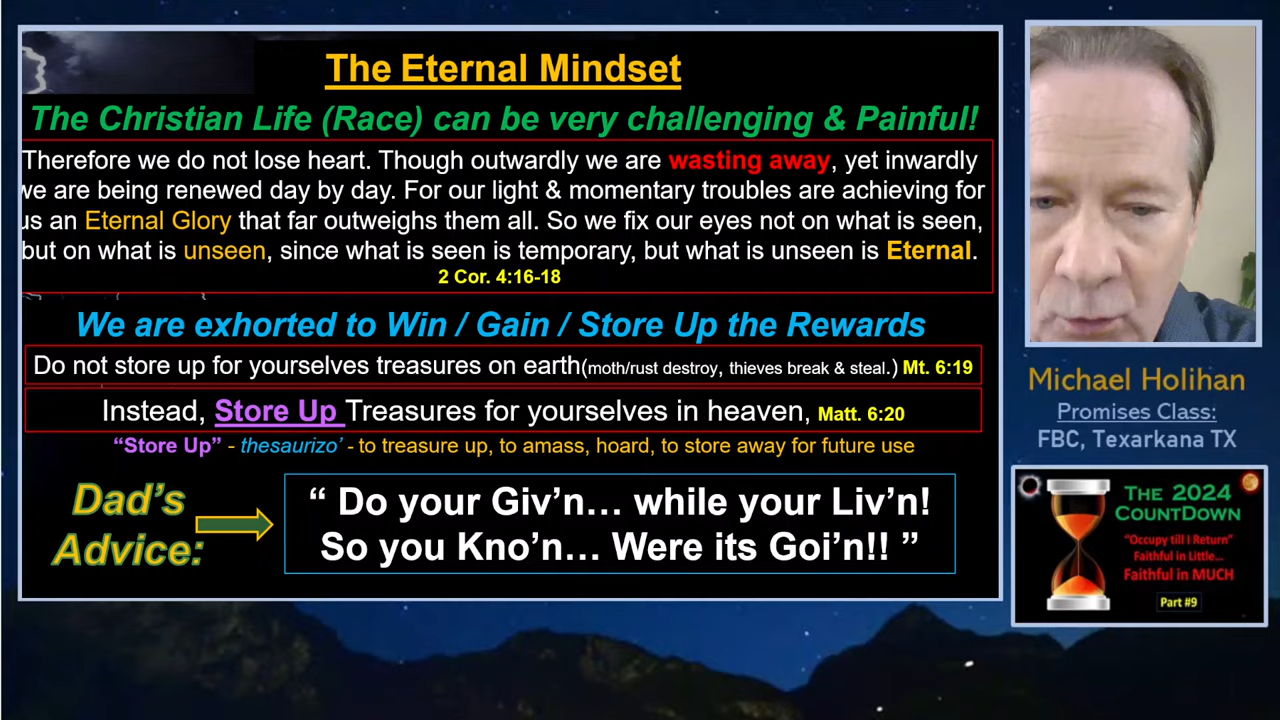 The Eternal Mindset
The Christian Life (Race) can be very challenging & Painful!
Therefore we do not lose heart. Though outwardly we are wasting away, yet inwardly
we are being renewed day by day. For our light & momentary troubles are achieving for
us an Eternal Glory that far outweighs them all. So we fix our eyes not on what is seen,
but on what is unseen, since what is seen is temporary, but what is unseen is Eternal.
2 Cor. 4:16-18
We are exhorted to Win / Gain / Store Up the Rewards
Do not store up for yourselves treasures on earth(moth/rust destroy, thieves break & steal.) Mt. 6:19
Instead, Store Up Treasures for yourselves in heaven, Matt. 6:20
“Store Up” - thesaurizo’ - to treasure up, to amass, hoard, to store away for future use
Dad’s
Advice:
“ Do your Giv’n… while your Liv’n!
So you Kno’n… Were its Goi’n!! ”
Michael Holihan
Promises Class:
FBC, Texarkana TX
THE 2024
COUNTDOWN
“Occupy till I Return”
Faithful in Little…
Faithful in MUCH
Part #9